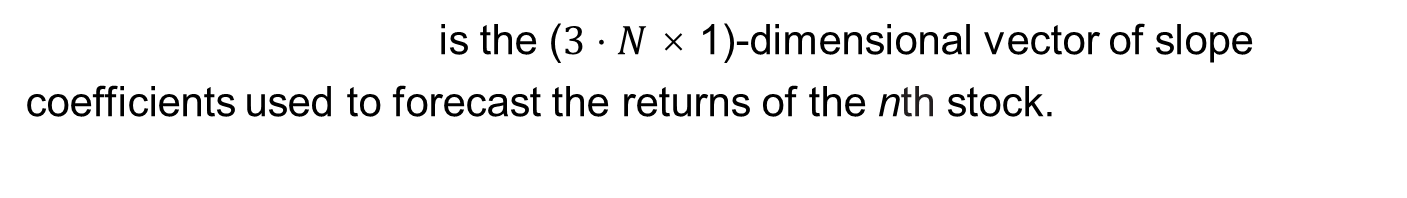 is the (3 · N × 1)-dimensional vector of slope
coefficients used to forecast the returns of the nth stock.